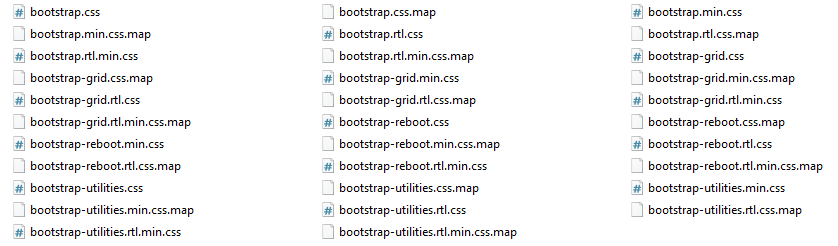 bootstrap.css
bootstrap.css.map
bootstrap.min.css
bootstrap.min.css.map
bootstrap.rtl.css
bootstrap.rtl.css.map
bootstrap.rtl.min.css
bootstrap.rtl.min.css.map
bootstrap-grid.css
bootstrap-grid.css.map
bootstrap-grid.min.css
bootstrap-grid.min.css.map
bootstrap-grid.rtl.css
bootstrap-grid.rtl.css.map
bootstrap-grid.rtl.min.css
bootstrap-grid.rtl.min.css.map
bootstrap-reboot.css
bootstrap-reboot.css.map
bootstrap-reboot.min.css
bootstrap-reboot.min.css.map
bootstrap-reboot.rtl.css
bootstrap-reboot.rtl.css.map
bootstrap-reboot.rtl.min.css
bootstrap-reboot.rtl.min.css.map
bootstrap-utilities.css
bootstrap-utilities.css.map
bootstrap-utilities.min.css
bootstrap-utilities.min.css.map
bootstrap-utilities.rtl.css
bootstrap-utilities.rtl.css.map
bootstrap-utilities.rtl.min.css
bootstrap-utilities.rtl.min.css.map